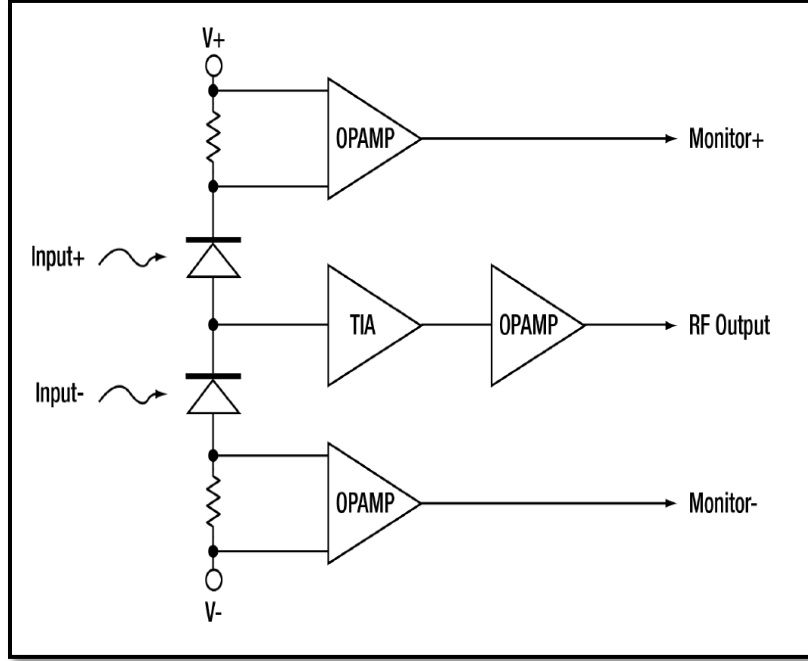 V+
OPAMP
Monitor+
Input+
TIA
OPAMP
RF Output
Input-
OPAMP
Monitor-
V-